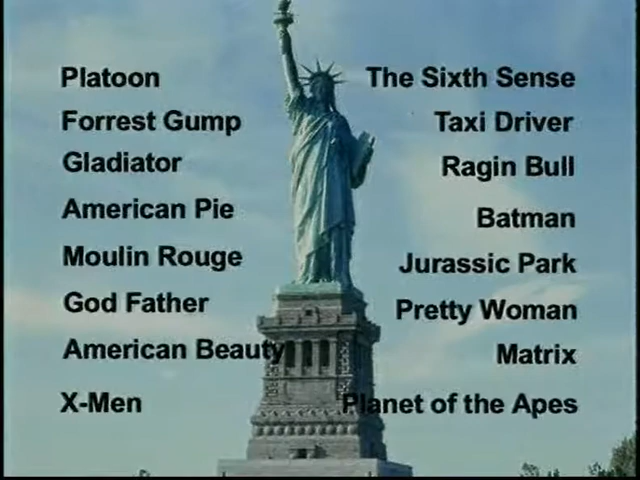 Platoon
Forrest Gump
Gladiator
American Pie
Moulin Rouge
God Father
American Beauty
X-Men
The Sixth Sense
Taxi Driver
Ragin Bull
Batman
Jurassic Park
Pretty Woman
Matrix
Planet of the Apes